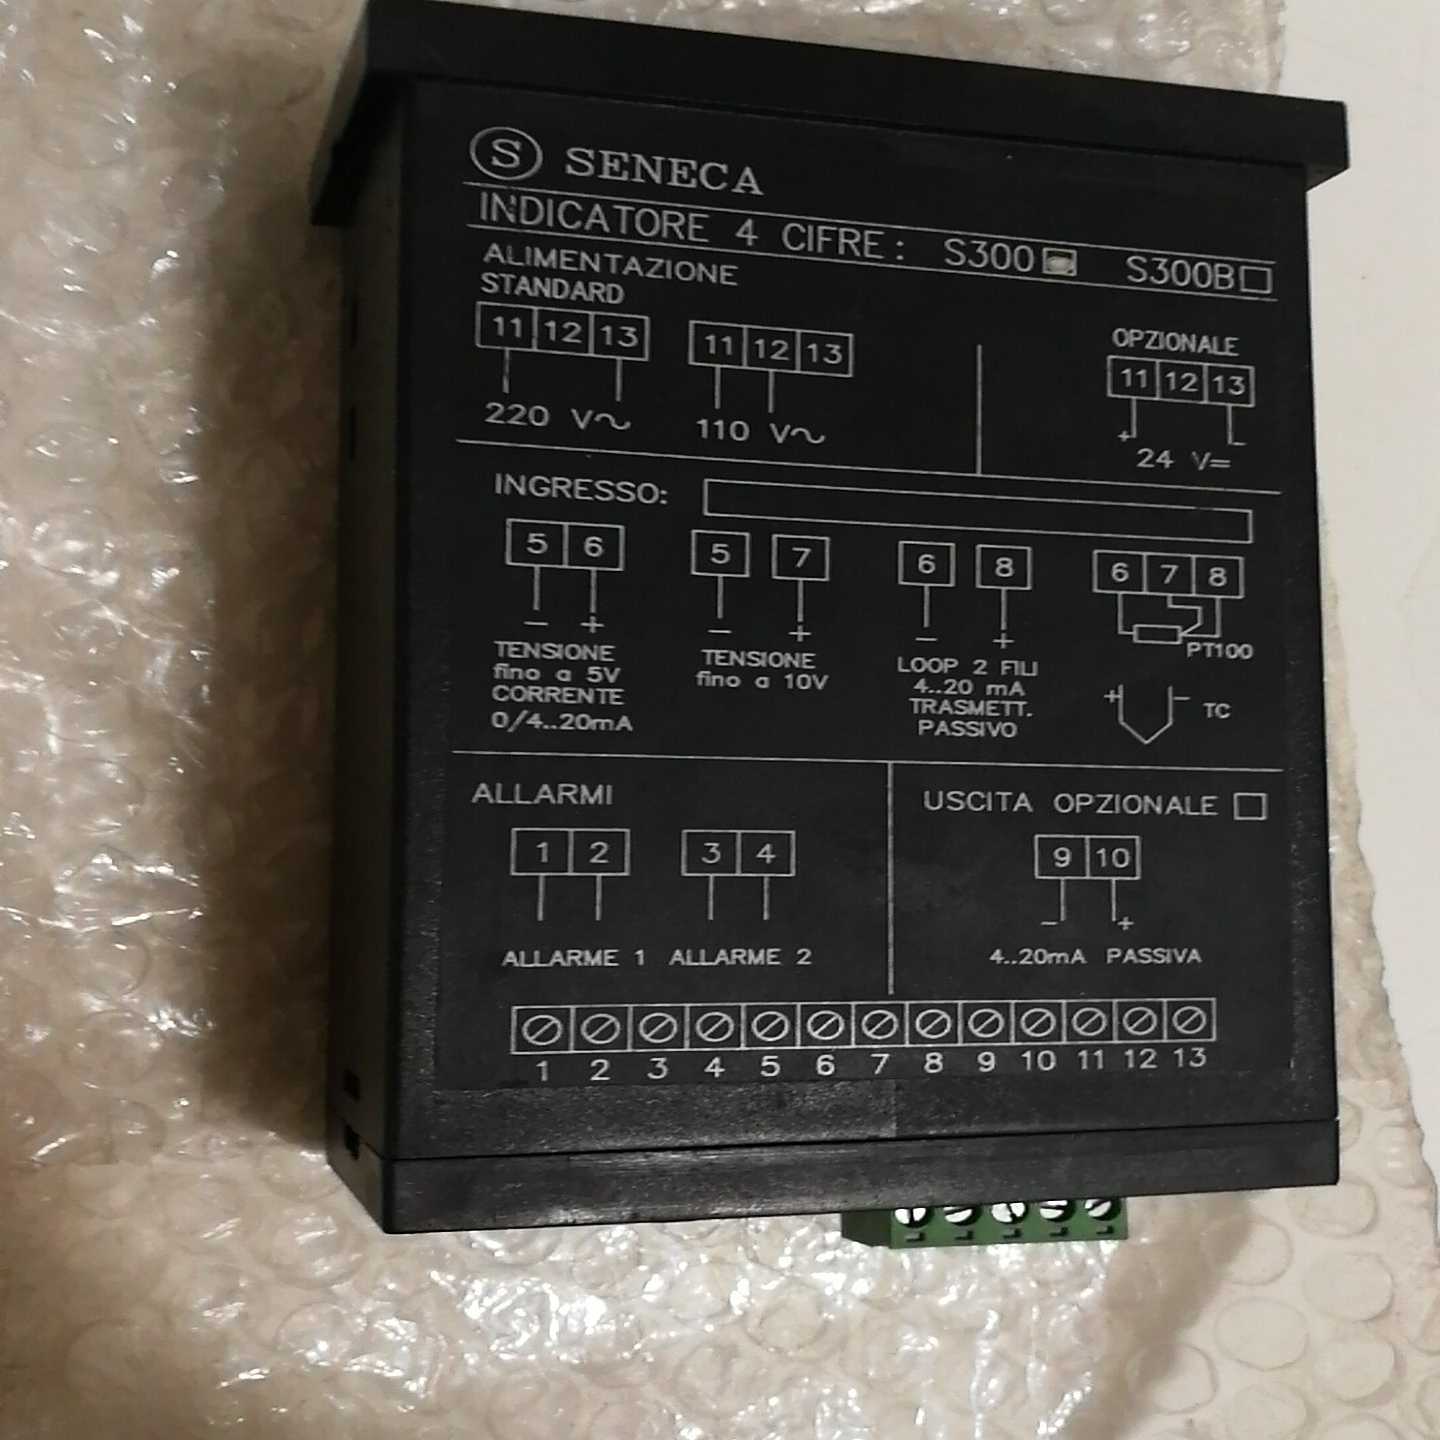 S SENECA
INDICATORE 4 CIFRE: S300 S300B
ALIMENTAZIONE
STANDARD
OPZIONALE
11 12 13 11 12 13 11 12 13
+ -
220 V~ 110 V~ 24 V=
INGRESSO:
5 6 5 7 6 8 6 7 8
- + - + - +
PT100
TENSIONE
fino a 5V
CORRENTE
0/4..20mA
TENSIONE
fino a 10V
LOOP 2 FILI
4..20 mA
TRASMETT.
PASSIVO
+ - TC
ALLARMI
USCITA OPZIONALE
1 2 3 4 9 10
- +
ALLARME 1 ALLARME 2 4..20mA PASSIVA
1 2 3 4 5 6 7 8 9 10 11 12 13